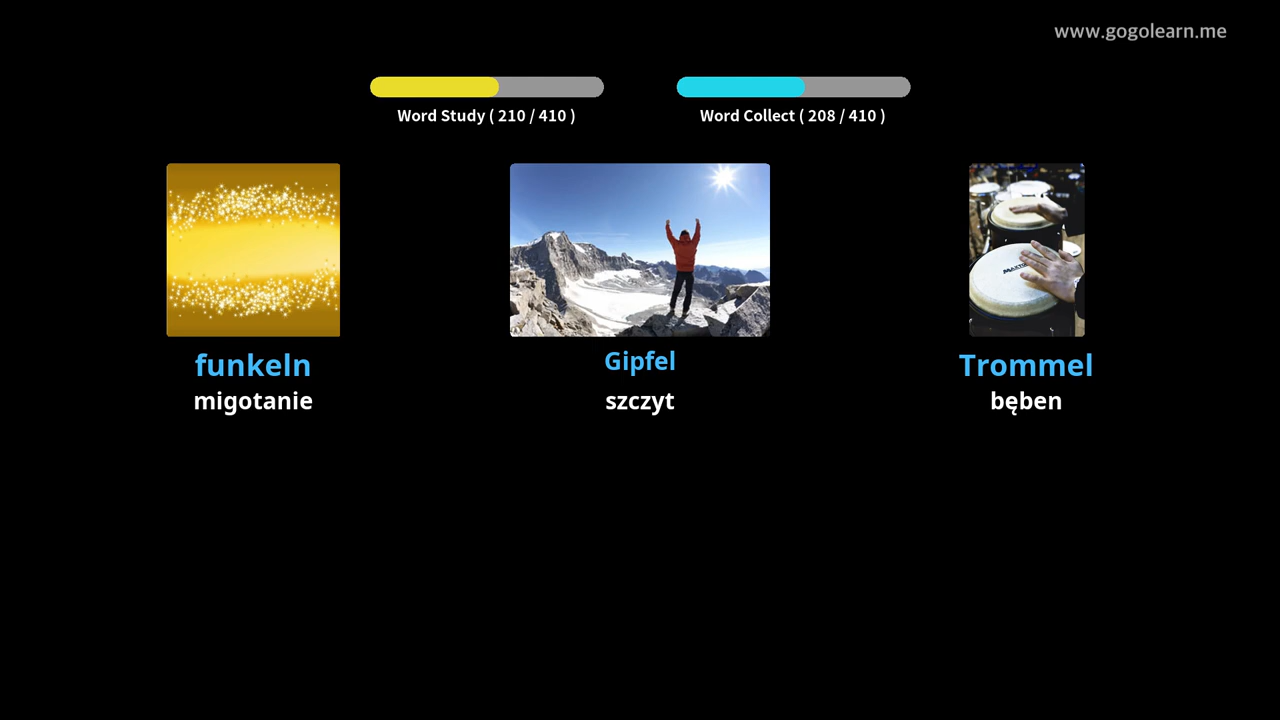 www.gogolearn.me
Word Study ( 210 / 410 )
Word Collect ( 208 / 410 )
funkeln
migotanie
Gipfel
szczyt
Trommel
bęben